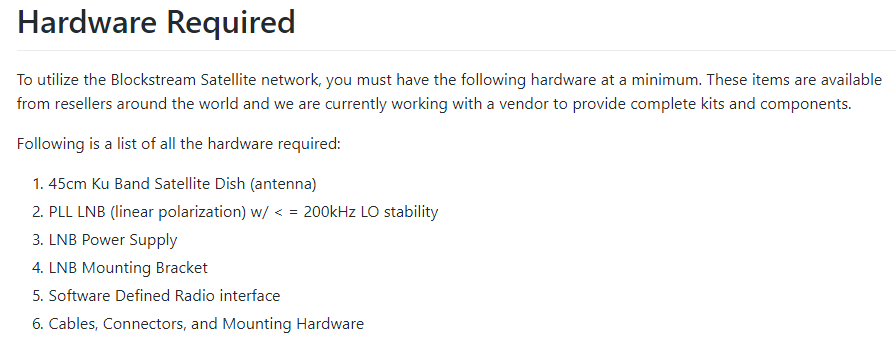 Hardware Required
To utilize the Blockstream Satellite network, you must have the following hardware at a minimum. These items are available
from resellers around the world and we are currently working with a vendor to provide complete kits and components.
Following is a list of all the hardware required:
1. 45cm Ku Band Satellite Dish (antenna)
2. PLL LNB (linear polarization) w/ < = 200kHz LO stability
3. LNB Power Supply
4. LNB Mounting Bracket
5. Software Defined Radio interface
6. Cables, Connectors, and Mounting Hardware